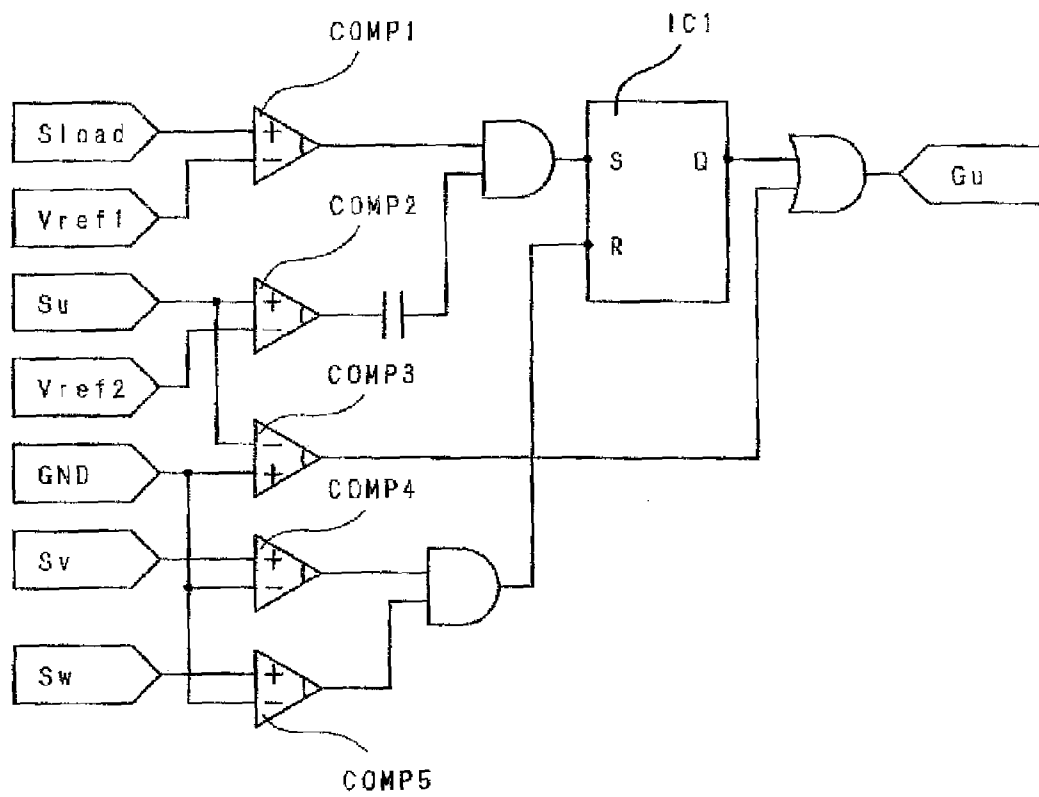 COMP1
IC1
Sload
+
−
S
Q
Gu
Vref1
COMP2
R
Su
+
−
Vref2
COMP3
−
+
GND
COMP4
Sv
+
−
Sw
+
−
COMP5